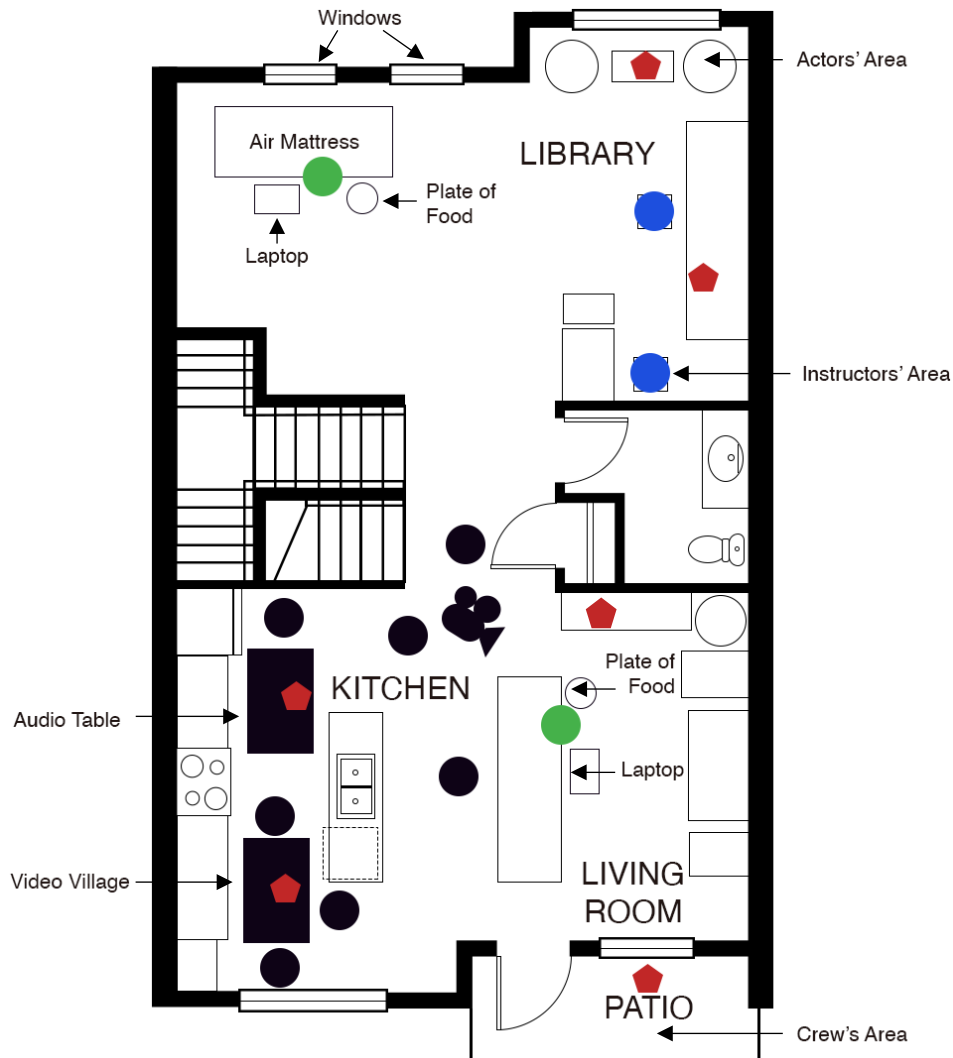 Windows
Actors’ Area
Air Mattress
LIBRARY
Plate of
Food
Laptop
Instructors’ Area
Plate of
Food
KITCHEN
Audio Table
Laptop
Video Village
LIVING
ROOM
PATIO
Crew’s Area